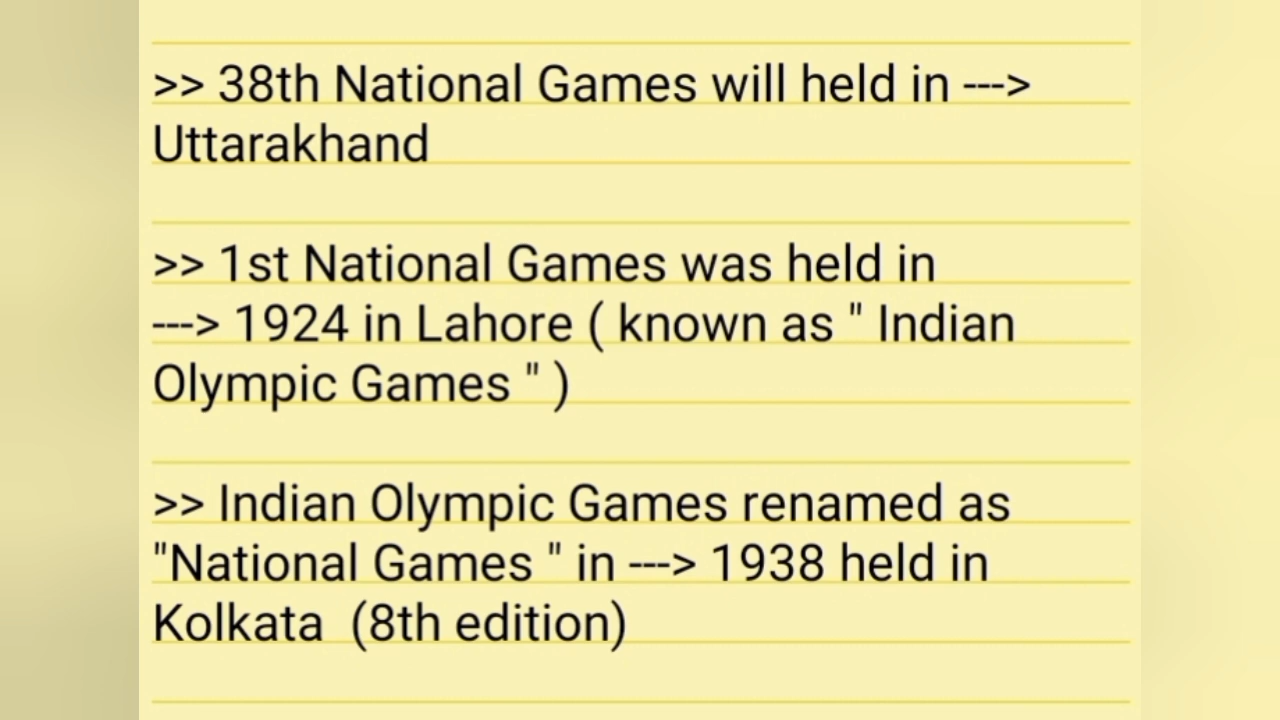 >> 38th National Games will held in --->
Uttarakhand
>> 1st National Games was held in
---> 1924 in Lahore ( known as " Indian
Olympic Games " )
>> Indian Olympic Games renamed as
"National Games " in ---> 1938 held in
Kolkata  (8th edition)